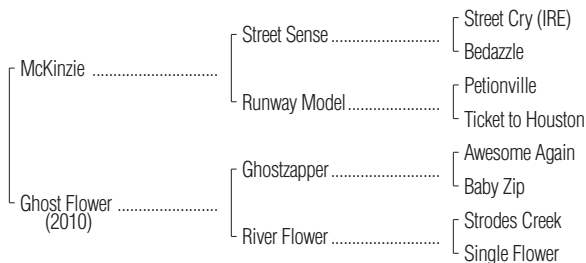 Street Cry (IRE)
Street Sense ..........................
Bedazzle
McKinzie ..............................
Petionville
Runway Model......................
Ticket to Houston
Awesome Again
Ghostzapper..........................
Baby Zip
Ghost Flower ........................
(2010)
Strodes Creek
River Flower ..........................
Single Flower